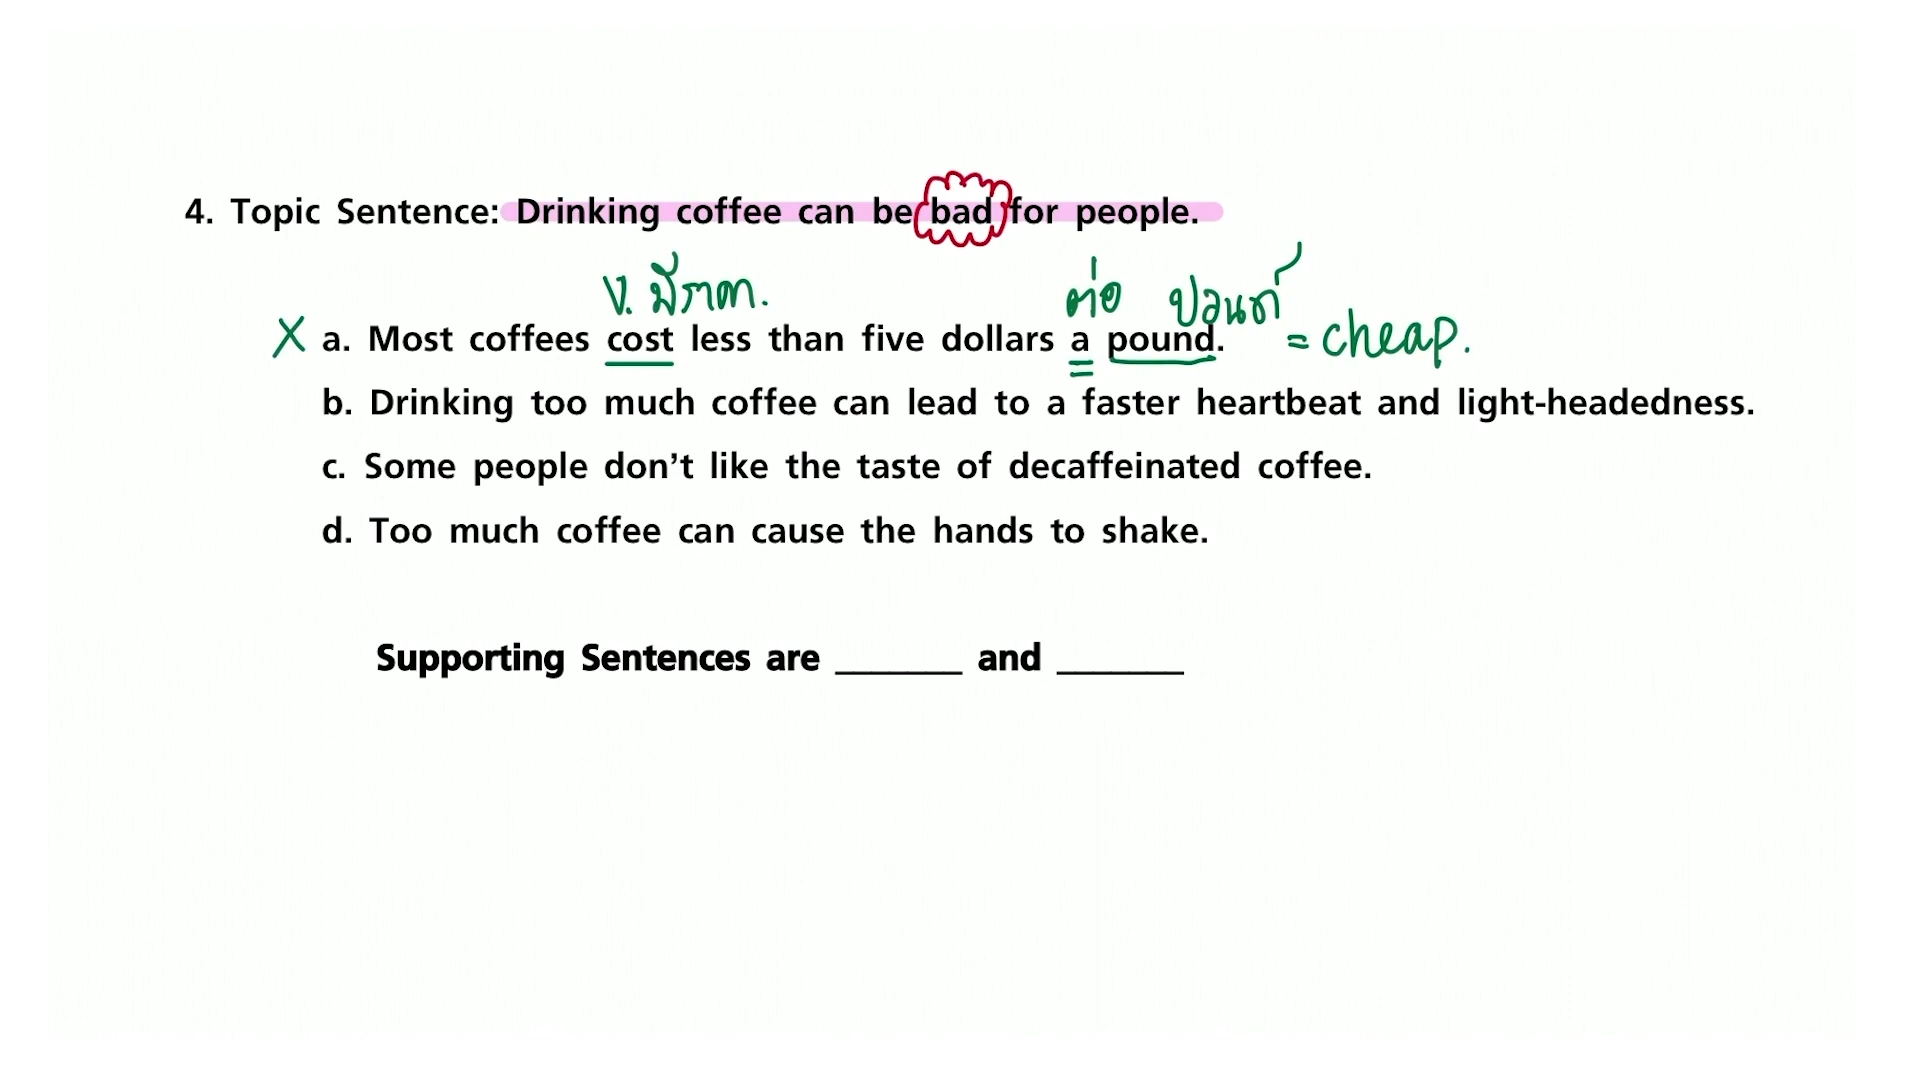 4. Topic Sentence: Drinking coffee can be bad for people.
v. มีราคา. ต่อ ปอนด์
X a. Most coffees cost less than five dollars a pound. = cheap.
b. Drinking too much coffee can lead to a faster heartbeat and light-headedness.
c. Some people don’t like the taste of decaffeinated coffee.
d. Too much coffee can cause the hands to shake.
Supporting Sentences are _______ and _______